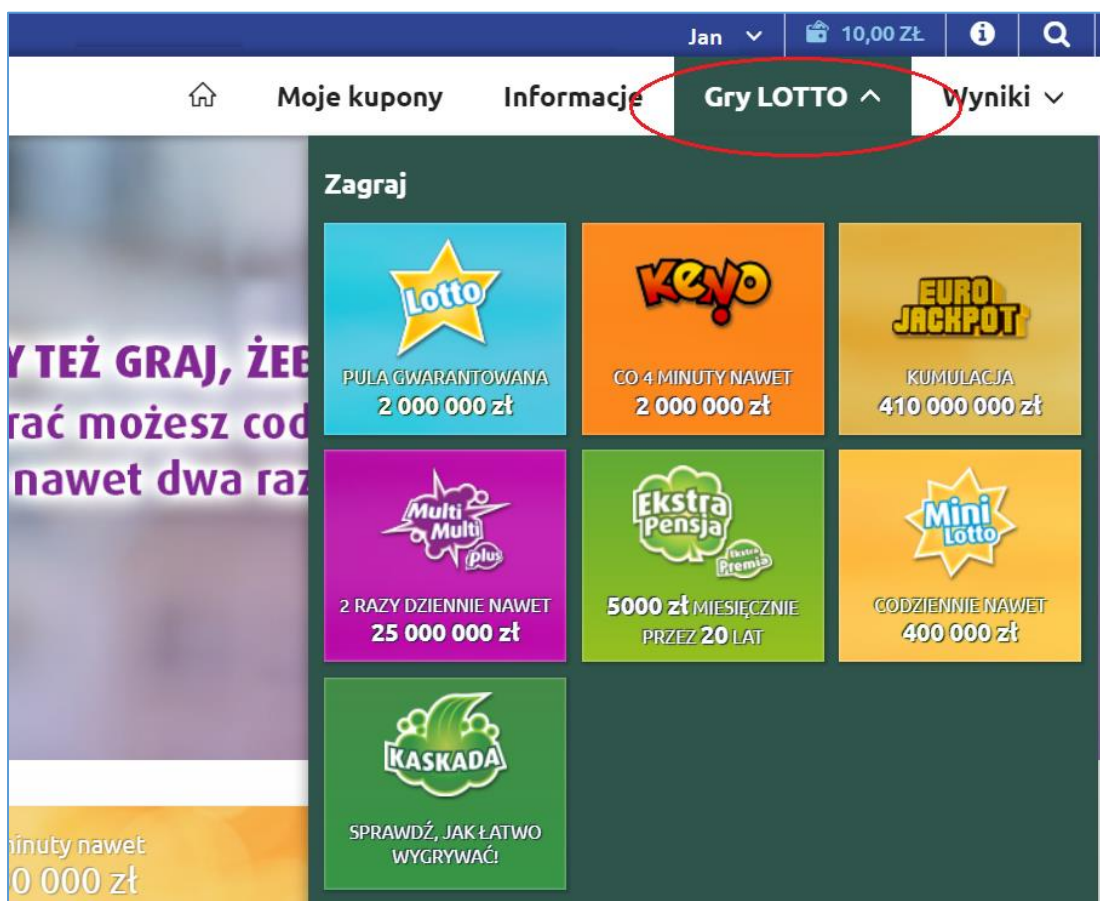 Jan
10,00 ZŁ
Moje kupony
Informacje
Gry LOTTO
Wyniki
Zagraj
Lotto
PULA GWARANTOWANA
2 000 000 zł
KENO
CO 4 MINUTY NAWET
2 000 000 zł
EURO
JACKPOT
KUMULACJA
410 000 000 zł
Y TEŻ GRAJ, ŻEB
rać możesz cod
nawet dwa raz
Multi
Multi
plus
2 RAZY DZIENNIE NAWET
25 000 000 zł
Ekstra
Pensja
Ekstra
Premia
5000 zł MIESIĘCZNIE
PRZEZ 20 LAT
Mini
Lotto
CODZIENNIE NAWET
400 000 zł
KASKADA
SPRAWDŹ, JAK ŁATWO
WYGRYWAĆ!
minuty nawet
0 000 zł